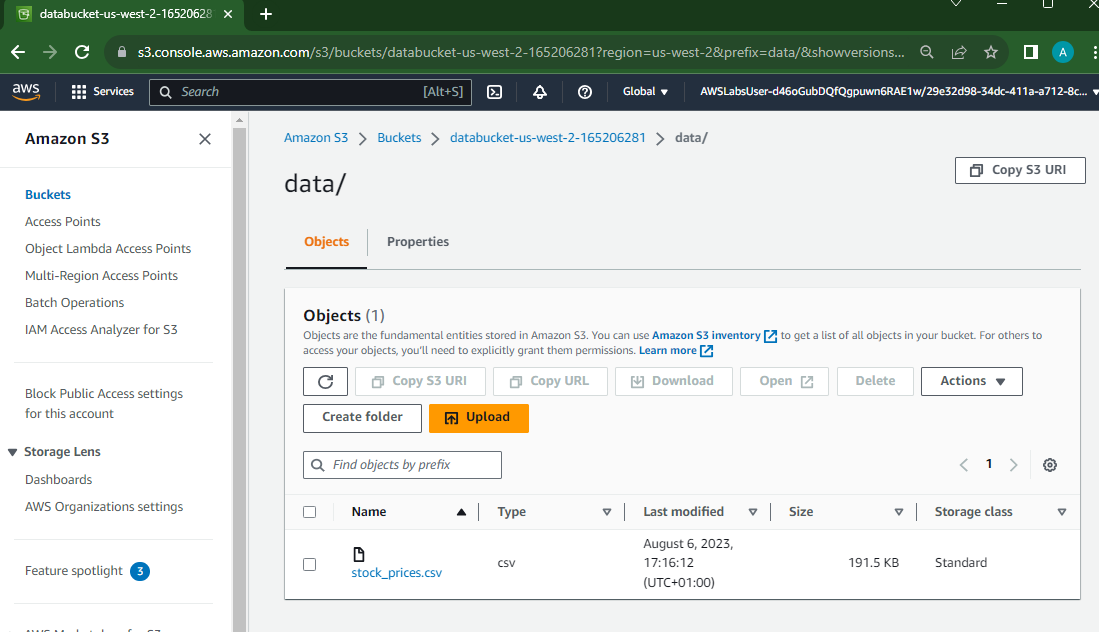 databucket-us-west-2-16520628
s3.console.aws.amazon.com/s3/buckets/databucket-us-west-2-165206281?region=us-west-2&prefix=data/&showversions...
A
aws
Services
Search
[Alt+S]
Global
AWSLabsUser-d46oGubDQfQgpuwn6RAE1w/29e32d98-34dc-411a-a712-8c...
Amazon S3
Buckets
Access Points
Object Lambda Access Points
Multi-Region Access Points
Batch Operations
IAM Access Analyzer for S3
Block Public Access settings
for this account
Storage Lens
Dashboards
AWS Organizations settings
Feature spotlight 3
AWS Marketplace for S3
Amazon S3 > Buckets > databucket-us-west-2-165206281 > data/
data/
Copy S3 URI
Objects
Properties
Objects (1)
Objects are the fundamental entities stored in Amazon S3. You can use Amazon S3 inventory to get a list of all objects in your bucket. For others to
access your objects, you'll need to explicitly grant them permissions. Learn more
Copy S3 URI
Copy URL
Download
Open
Delete
Actions
Create folder
Upload
Find objects by prefix
1
Name
Type
Last modified
Size
Storage class
stock_prices.csv
csv
August 6, 2023,
17:16:12
(UTC+01:00)
191.5 KB
Standard